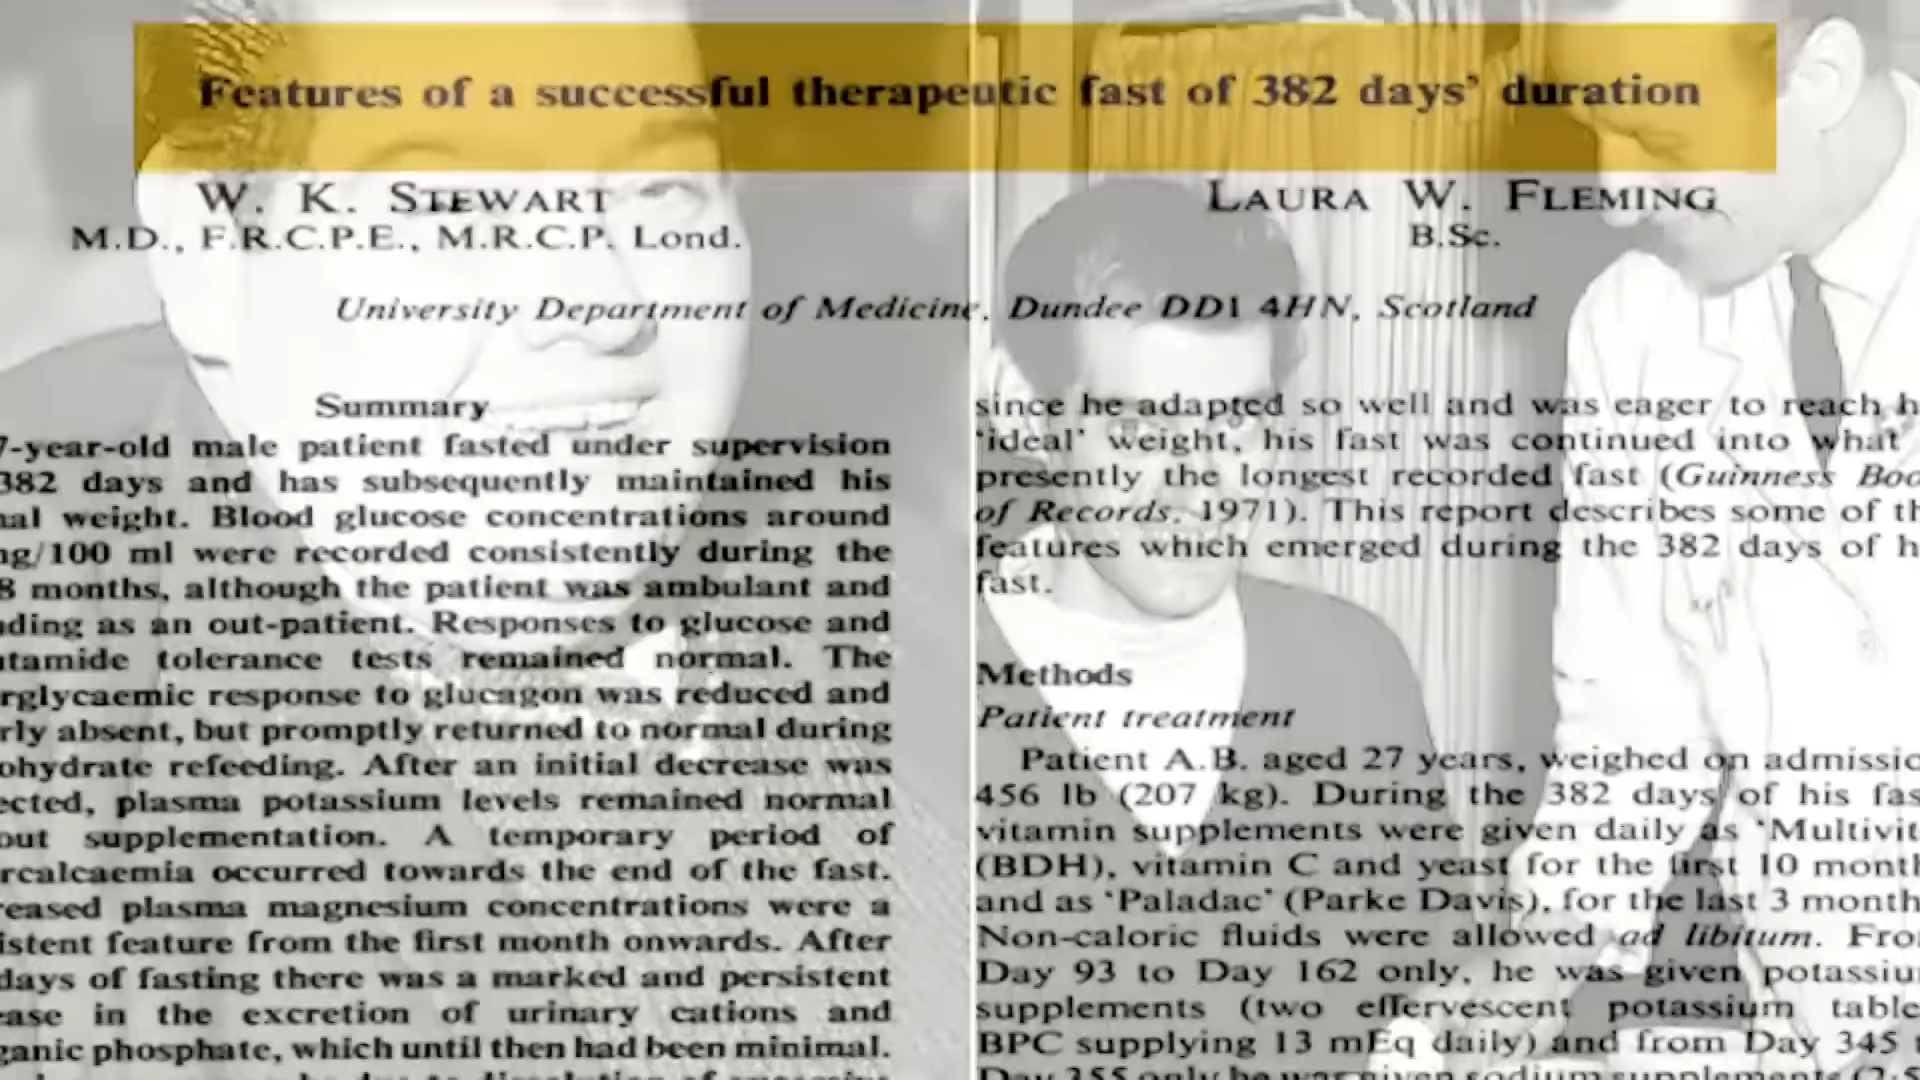 Features of a successful therapeutic fast of 382 days' duration
W. K. STEWART
M.D., F.R.C.P.E., M.R.C.P. Lond.
LAURA W. FLEMING
B.Sc.
University Department of Medicine, Dundee DD1 4HN, Scotland
Summary
7-year-old male patient fasted under supervision
382 days and has subsequently maintained his
nal weight. Blood glucose concentrations around
ng/100 ml were recorded consistently during the
8 months, although the patient was ambulant and
nding as an out-patient. Responses to glucose and
utamide tolerance tests remained normal. The
rglycaemic response to glucagon was reduced and
rly absent, but promptly returned to normal during
ohydrate refeeding. After an initial decrease was
ected, plasma potassium levels remained normal
out supplementation. A temporary period of
rcalcaemia occurred towards the end of the fast.
reased plasma magnesium concentrations were a
istent feature from the first month onwards. After
days of fasting there was a marked and persistent
ease in the excretion of urinary cations and
ganic phosphate, which until then had been minimal.
since he adapted so well and was eager to reach h
'ideal' weight, his fast was continued into what
presently the longest recorded fast (Guinness Boo
of Records, 1971). This report describes some of th
features which emerged during the 382 days of h
fast.
Methods
Patient treatment
Patient A.B. aged 27 years, weighed on admissio
456 lb (207 kg). During the 382 days of his fas
vitamin supplements were given daily as 'Multivit
(BDH), vitamin C and yeast for the first 10 month
and as 'Paladac' (Parke Davis), for the last 3 month
Non-caloric fluids were allowed ad libitum. Fro
Day 93 to Day 162 only, he was given potassiu
supplements (two effervescent potassium table
BPC supplying 13 mEq daily) and from Day 345
Day 355 only he was given sodium supplements